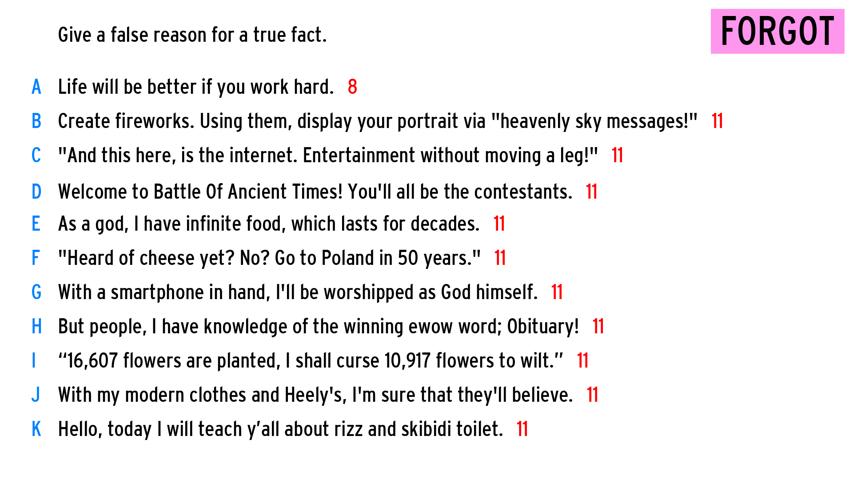 Give a false reason for a true fact.
FORGOT
A Life will be better if you work hard. 8
B Create fireworks. Using them, display your portrait via "heavenly sky messages!" 11
C "And this here, is the internet. Entertainment without moving a leg!" 11
D Welcome to Battle Of Ancient Times! You'll all be the contestants. 11
E As a god, I have infinite food, which lasts for decades. 11
F "Heard of cheese yet? No? Go to Poland in 50 years." 11
G With a smartphone in hand, I'll be worshipped as God himself. 11
H But people, I have knowledge of the winning ewow word; Obituary! 11
I “16,607 flowers are planted, I shall curse 10,917 flowers to wilt.” 11
J With my modern clothes and Heely's, I'm sure that they'll believe. 11
K Hello, today I will teach y’all about rizz and skibidi toilet. 11